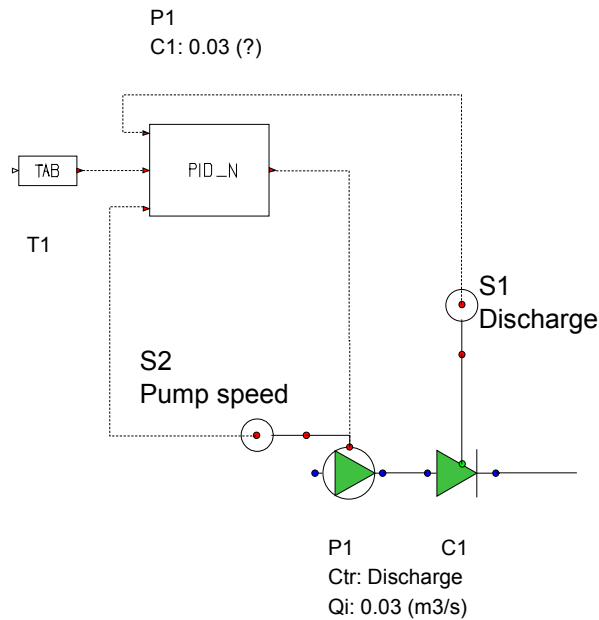 P1
C1: 0.03 (?)
TAB
PID_N
T1
S1
Discharge
S2
Pump speed
P1
C1
Ctr: Discharge
Qi: 0.03 (m3/s)